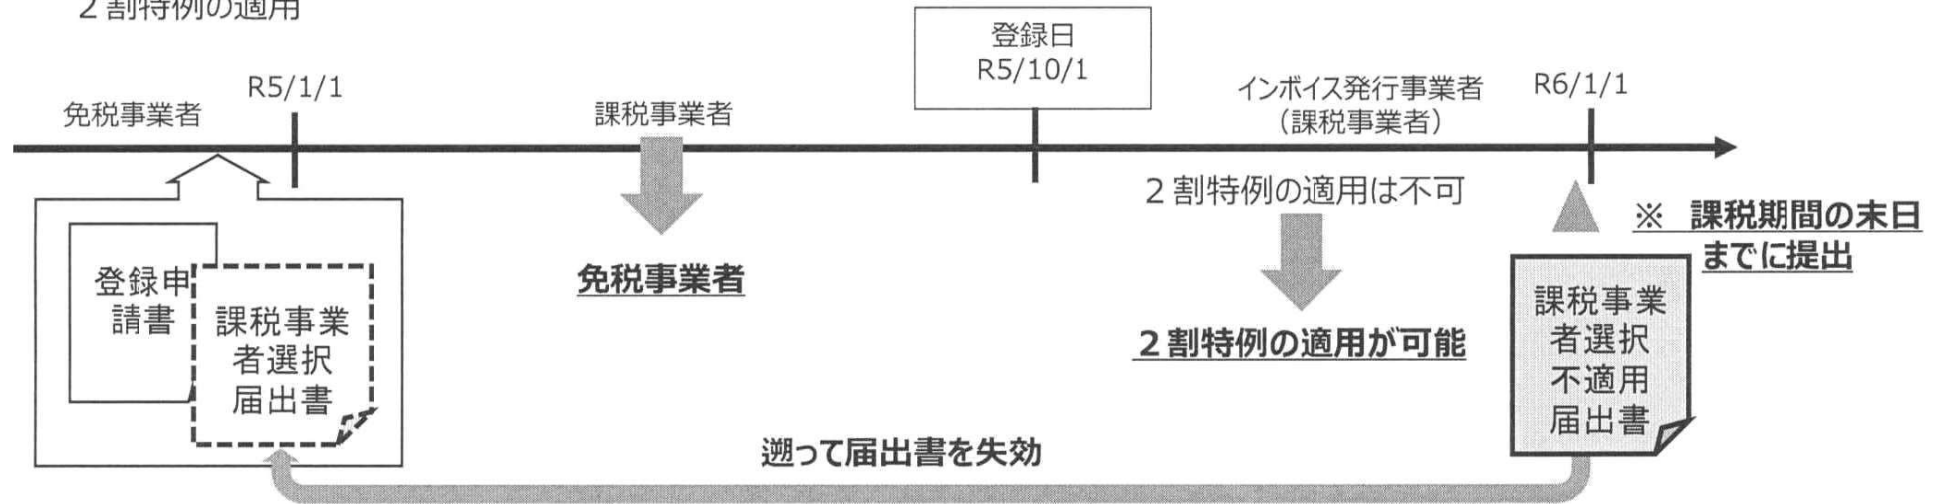 ２割特例の適用
登録日
R5/10/1
R5/1/1
免税事業者
課税事業者
インボイス発行事業者
（課税事業者）
R6/1/1
２割特例の適用は不可
※　課税期間の末日
までに提出
免税事業者
登録申
請書
課税事業
者選択
届出書
２割特例の適用が可能
課税事業
者選択
不適用
届出書
遡って届出書を失効